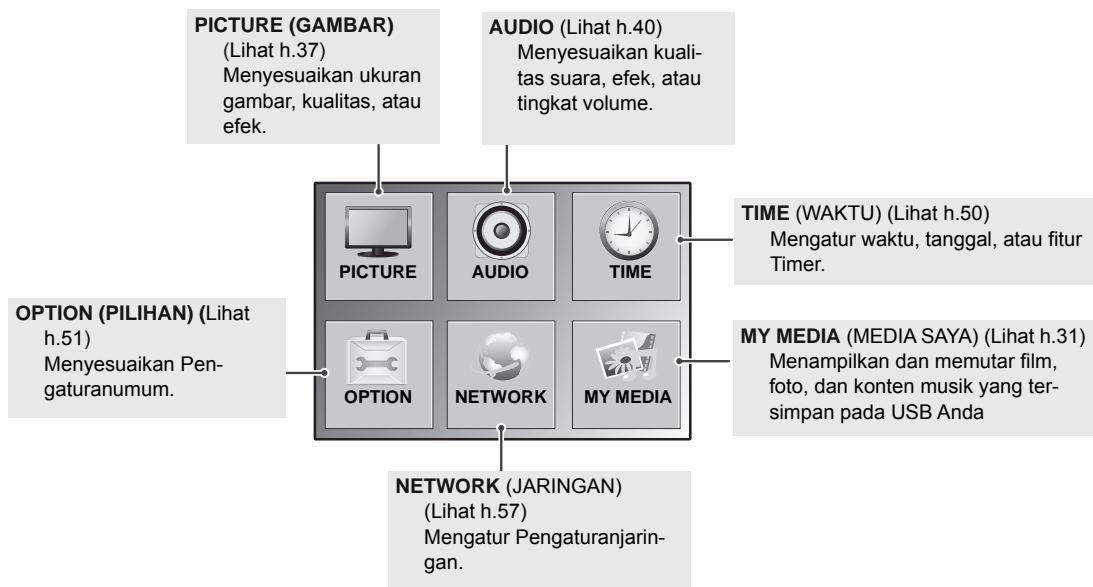 PICTURE (GAMBAR)
(Lihat h.37)
Menyesuaikan ukuran
gambar, kualitas, atau
efek.
AUDIO (Lihat h.40)
Menyesuaikan kuali-
tas suara, efek, atau
tingkat volume.
TIME (WAKTU) (Lihat h.50)
Mengatur waktu, tanggal, atau fitur
Timer.
OPTION (PILIHAN) (Lihat
h.51)
Menyesuaikan Pen-
gaturanumum.
PICTURE
AUDIO
TIME
OPTION
NETWORK
MY MEDIA
MY MEDIA (MEDIA SAYA) (Lihat h.31)
Menampilkan dan memutar film,
foto, dan konten musik yang ter-
simpan pada USB Anda
NETWORK (JARINGAN)
(Lihat h.57)
Mengatur Pengaturanjarin-
gan.